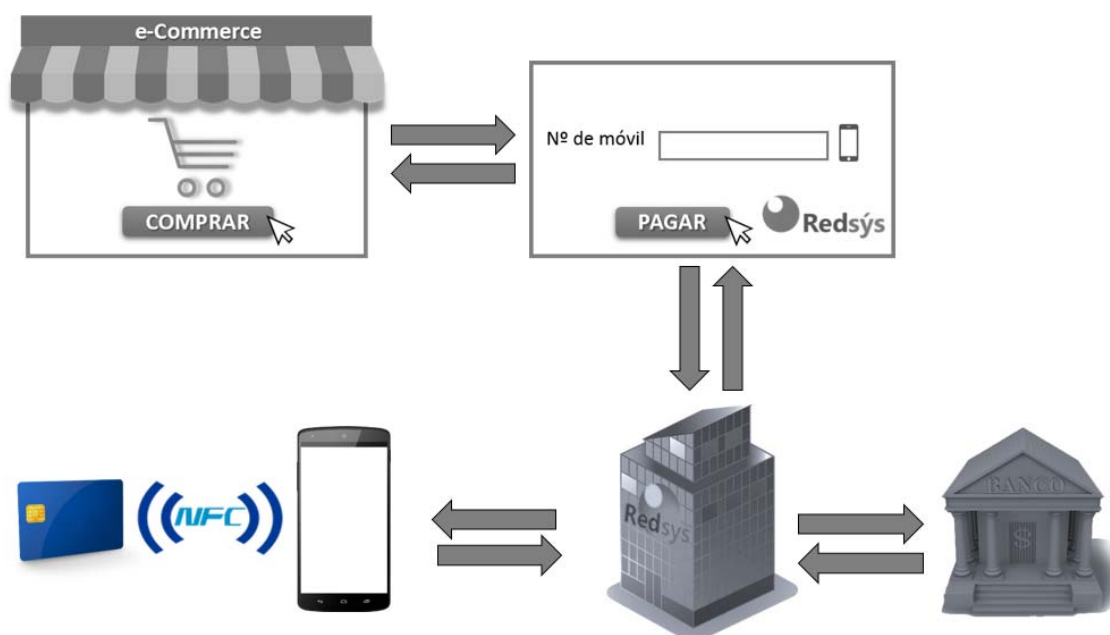 e-Commerce
COMPRAR
Nº de móvil
PAGAR
Redsýs
NFC
Redsys
BANCO
$